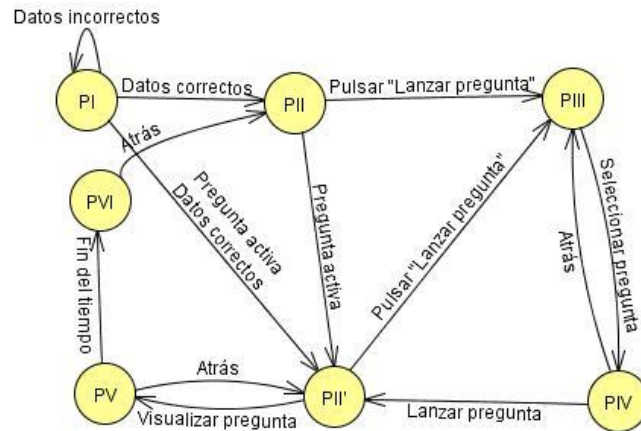 Datos incorrectos
PI
Datos correctos
PII
Pulsar "Lanzar pregunta"
PIII
Atrás
PVI
Pregunta activa
Datos correctos
Pregunta activa
Pulsar "Lanzar pregunta"
Seleccionar pregunta
Atrás
Fin del tiempo
PV
Atrás
Visualizar pregunta
PII'
Lanzar pregunta
PIV